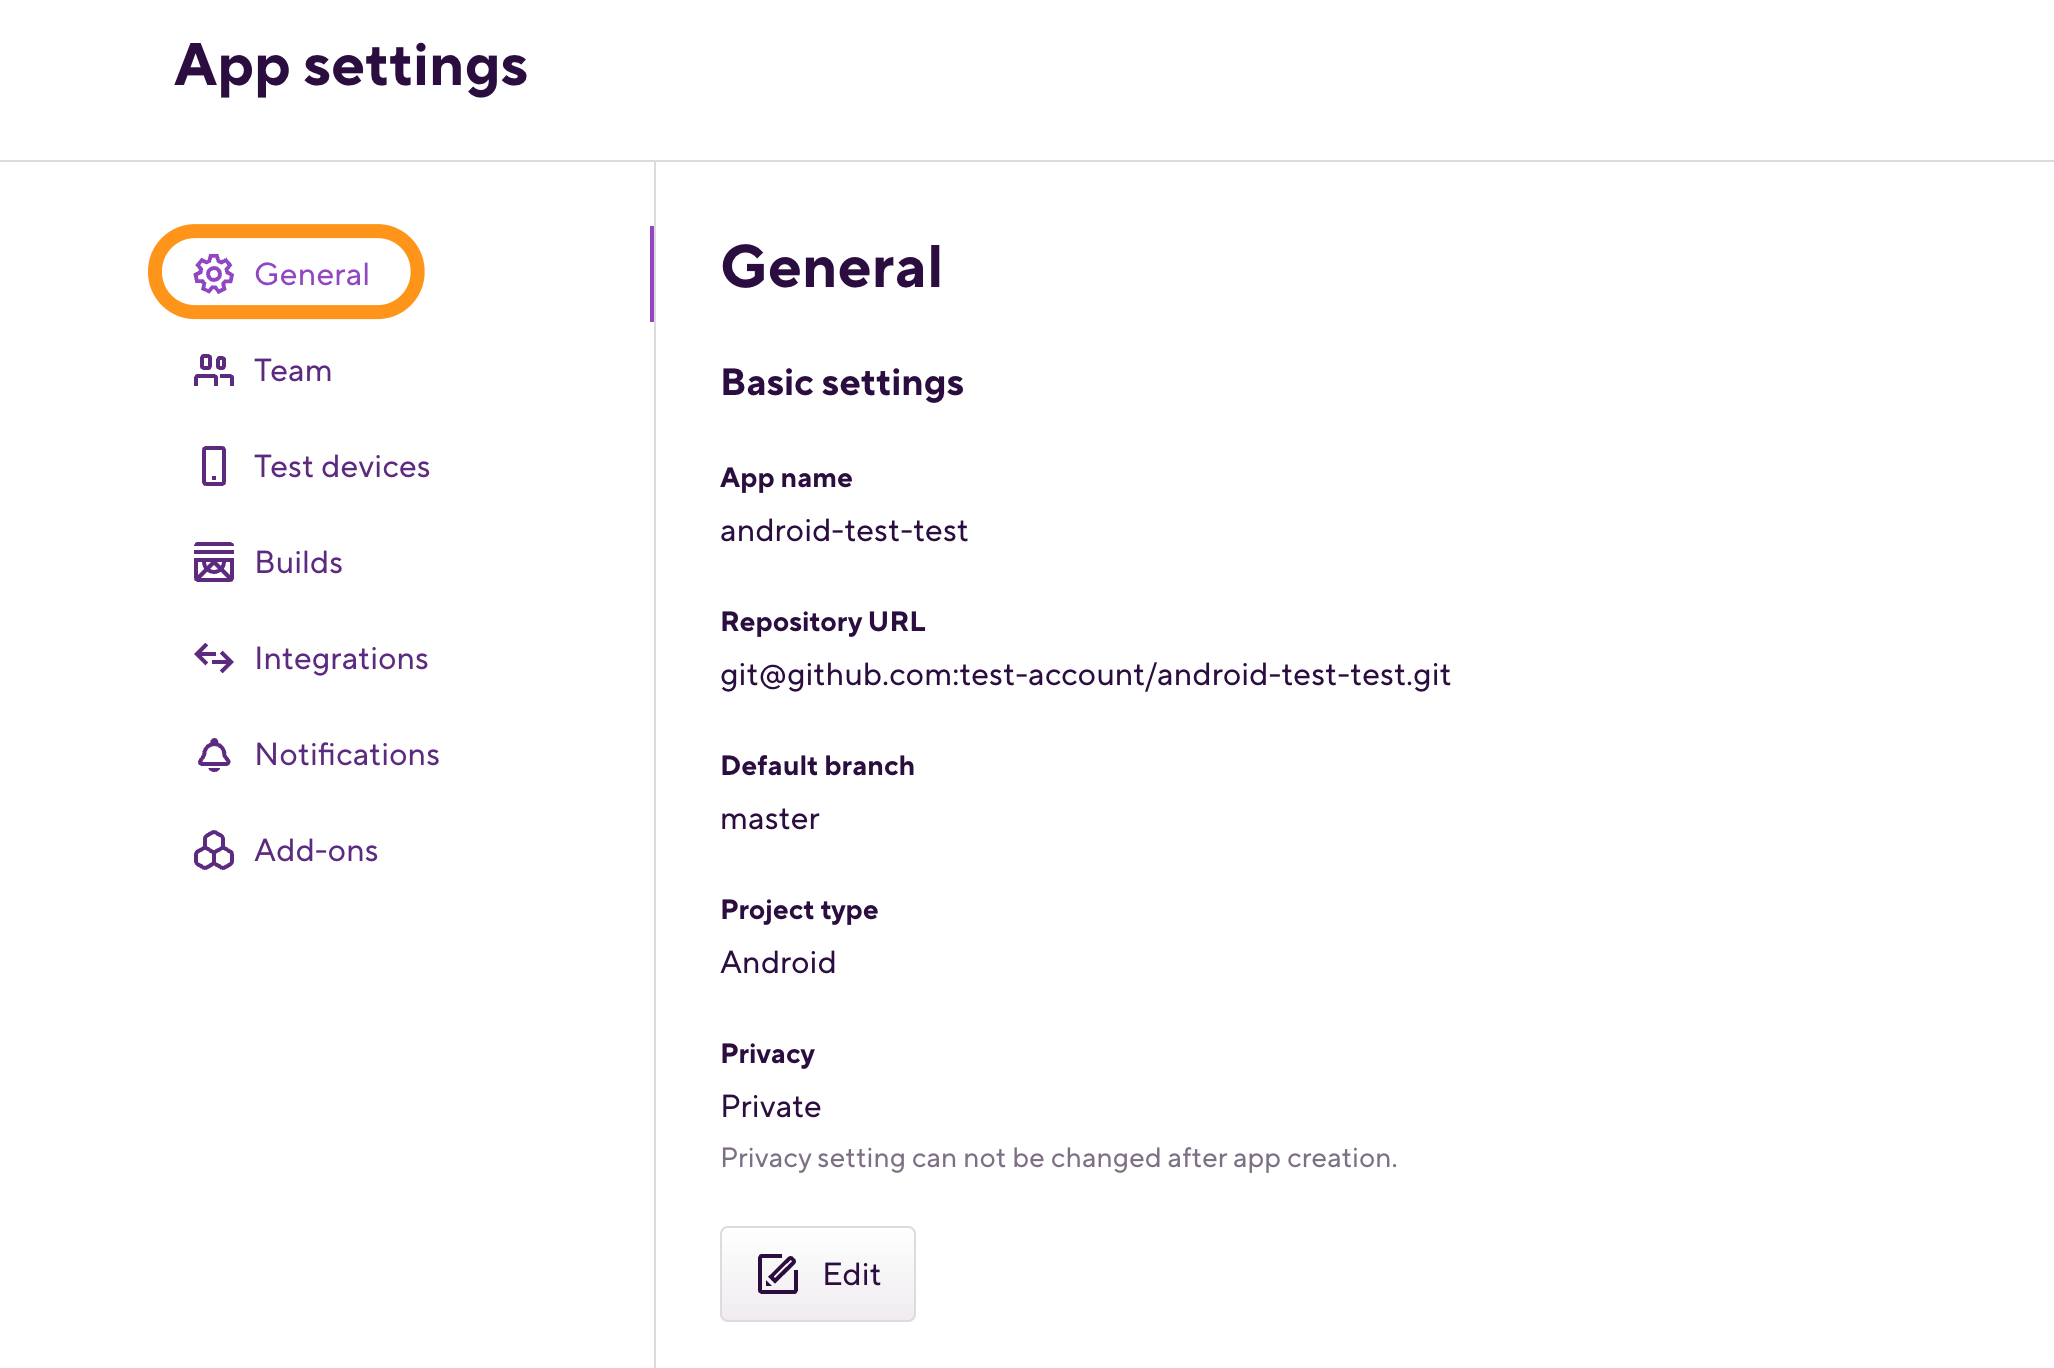 App settings
General
Team
Test devices
Builds
Integrations
Notifications
Add-ons
General
Basic settings
App name
android-test-test
Repository URL
git@github.com:test-account/android-test-test.git
Default branch
master
Project type
Android
Privacy
Private
Privacy setting can not be changed after app creation.
Edit